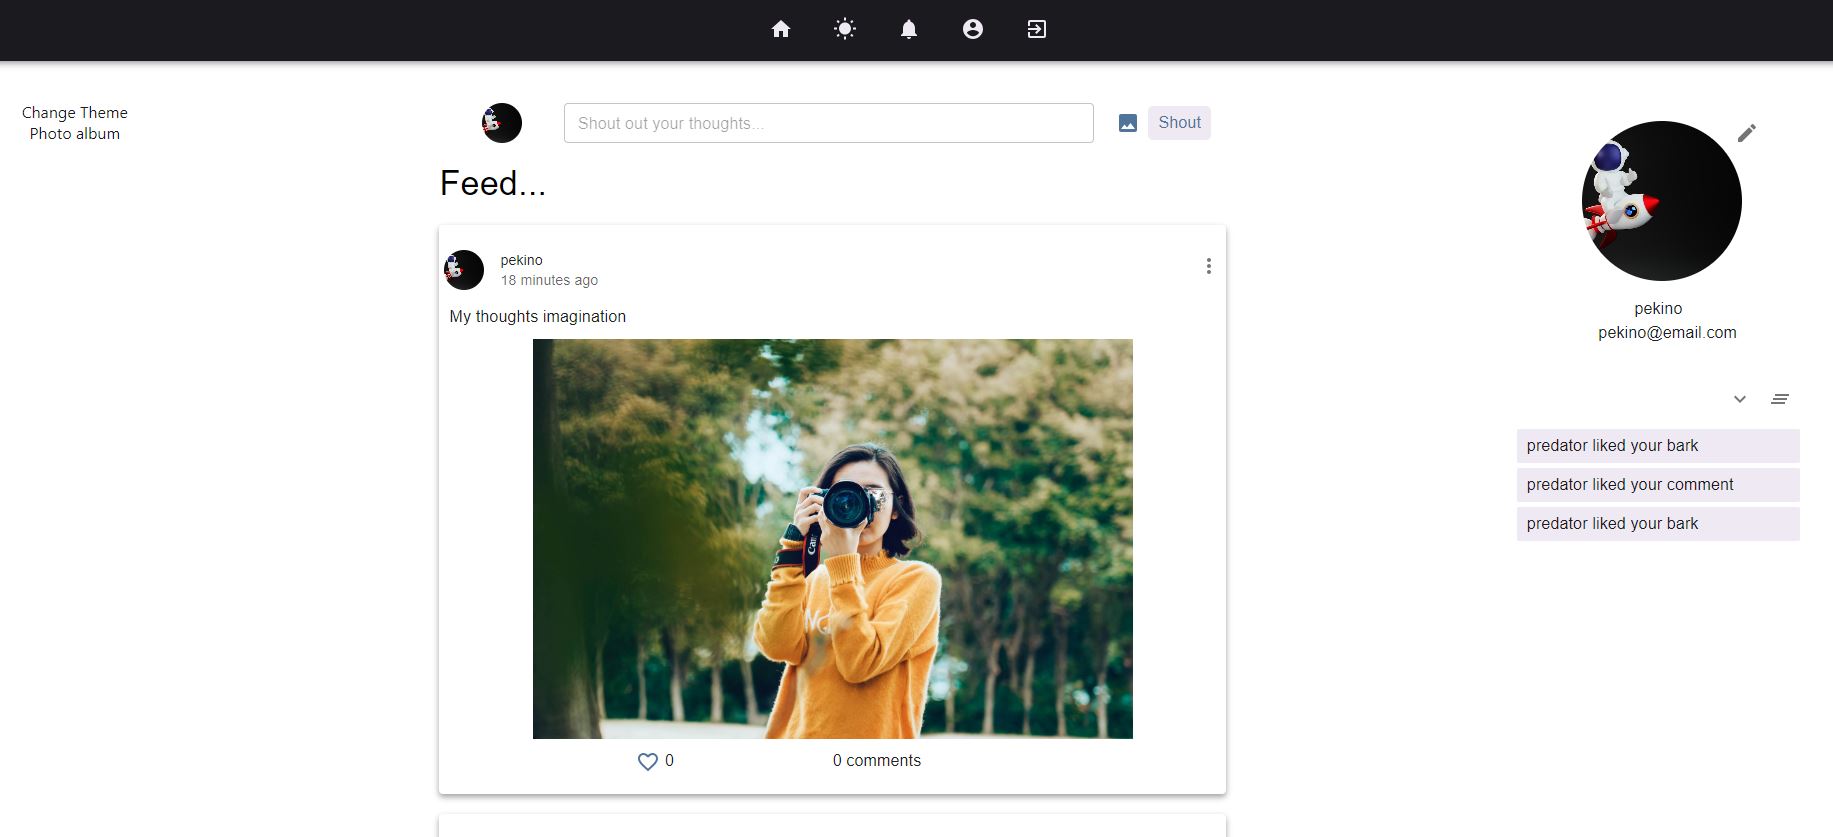 Change Theme
Photo album
Shout out your thoughts...
Shout
Feed...
pekino
18 minutes ago
My thoughts imagination
Canon
0
0 comments
pekino
pekino@email.com
predator liked your bark
predator liked your comment
predator liked your bark